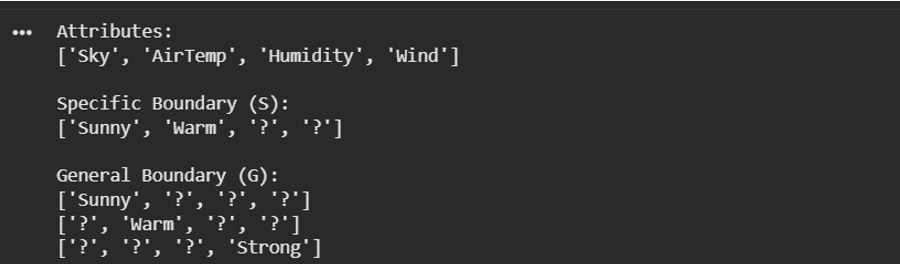 Attributes:
['Sky', 'AirTemp', 'Humidity', 'Wind']
Specific Boundary (S):
['Sunny', 'Warm', '?', '?']
General Boundary (G):
['Sunny', '?', '?', '?']
['?', 'Warm', '?', '?']
['?', '?', '?', 'Strong']